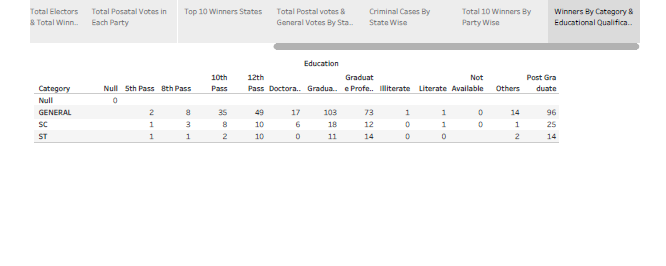 Total Electors
& Total Winn..
Total Posatal Votes in
Each Party
Top 10 Winners States
Total Postal votes &
General Votes By Sta..
Criminal Cases By
State Wise
Total 10 Winners By
Party Wise
Winners By Category &
Educational Qualifica..
Education
Category Null 5th Pass 8th Pass 10th Pass 12th Pass Doctora.. Gradua.. Graduat e Profe.. Illiterate Literate Not Available Others Post Gra duate
Null 0
GENERAL 2 8 35 49 17 103 73 1 1 0 14 96
SC 1 3 8 10 6 18 12 0 1 0 1 25
ST 1 1 2 10 0 11 14 0 0 2 14